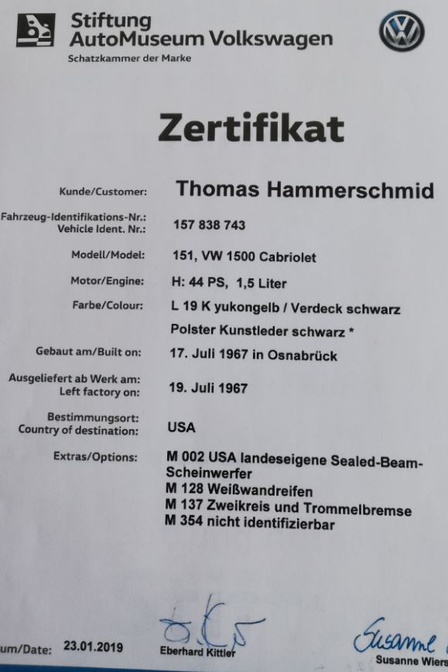 Stiftung
AutoMuseum Volkswagen
Schatzkammer der Marke
Zertifikat
Kunde/Customer: Thomas Hammerschmid
Fahrzeug-Identifikations-Nr.:
Vehicle Ident. Nr.: 157 838 743
Modell/Model: 151, VW 1500 Cabriolet
Motor/Engine: H: 44 PS, 1,5 Liter
Farbe/Colour: L 19 K yukongelb / Verdeck schwarz
Polster Kunstleder schwarz *
Gebaut am/Built on: 17. Juli 1967 in Osnabrück
Ausgeliefert ab Werk am:
Left factory on: 19. Juli 1967
Bestimmungsort:
Country of destination: USA
Extras/Options: M 002 USA landeseigene Sealed-Beam-
Scheinwerfer
M 128 Weißwandreifen
M 137 Zweikreis und Trommelbremse
M 354 nicht identifizierbar
um/Date: 23.01.2019
Eberhard Kittler
Susanne
Susanne Wiem